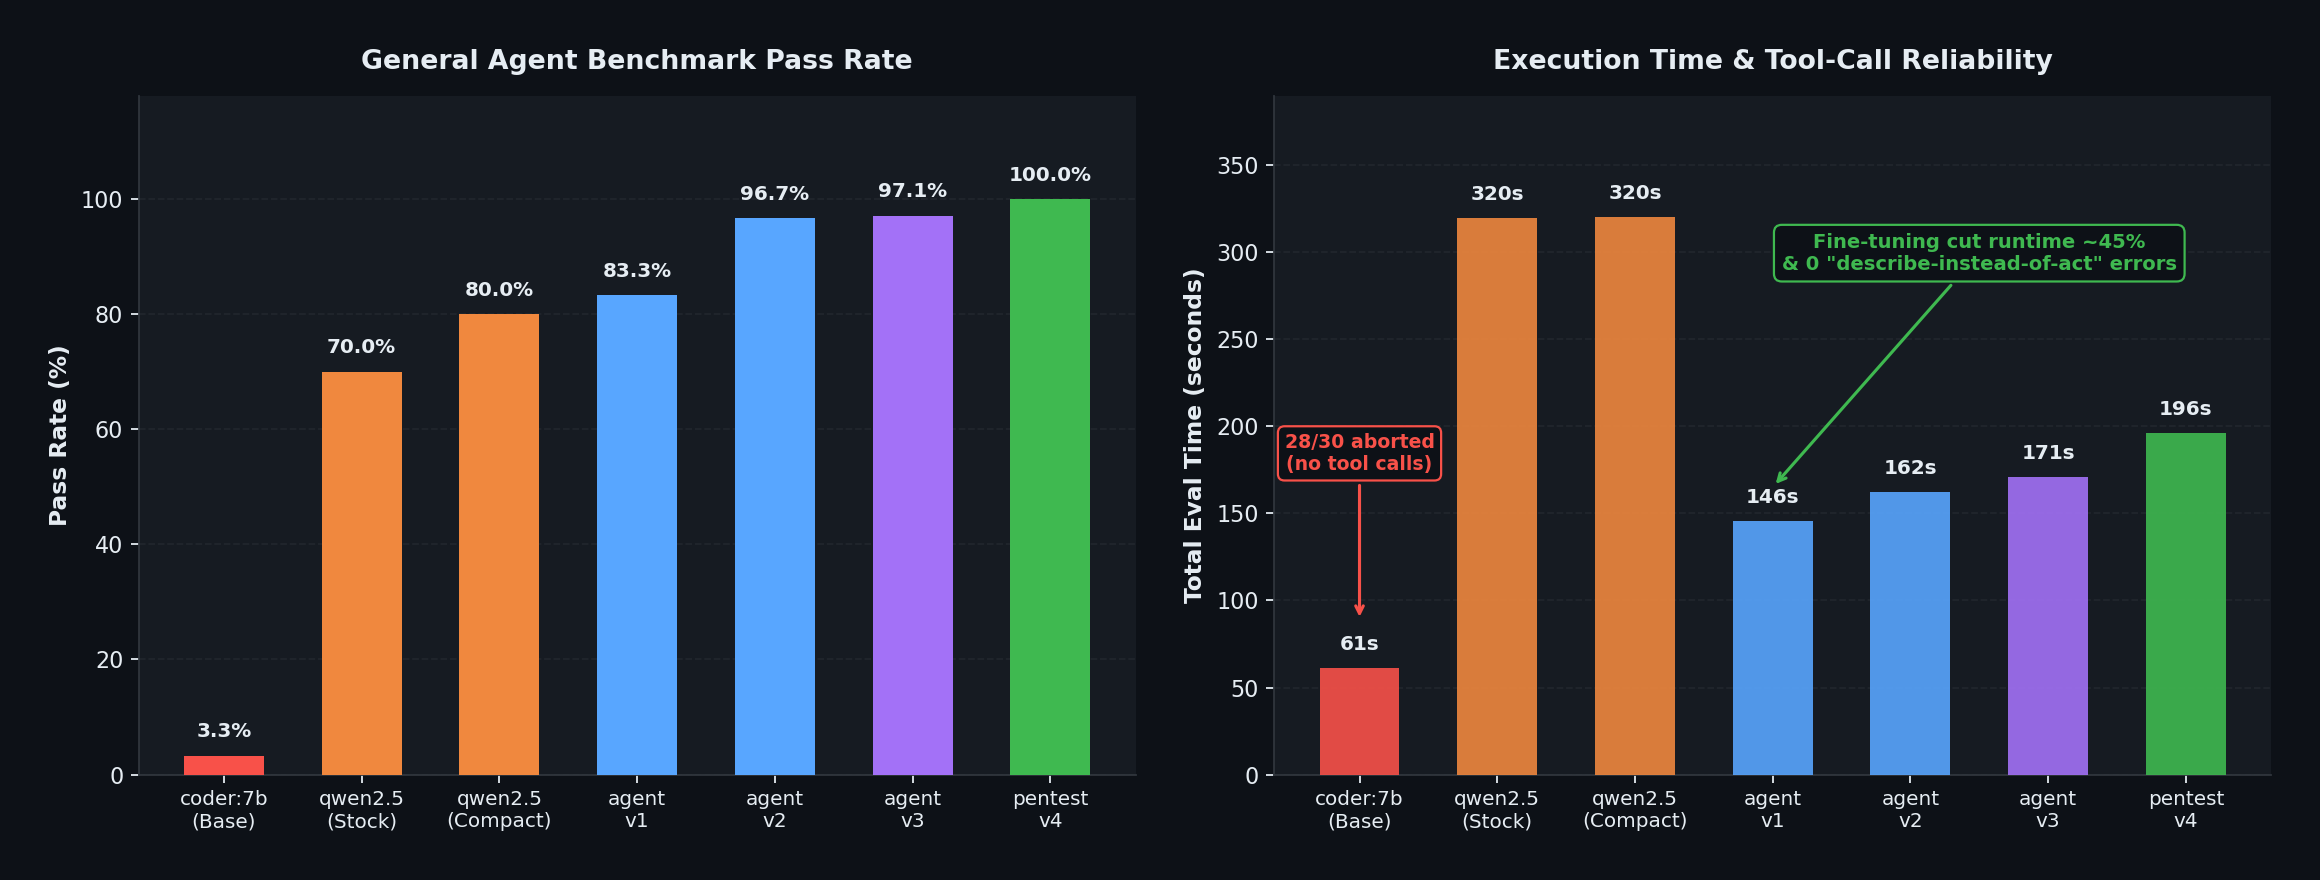 General Agent Benchmark Pass Rate
Pass Rate (%)
100
80
60
40
20
0
3.3%
70.0%
80.0%
83.3%
96.7%
97.1%
100.0%
coder:7b
(Base)
qwen2.5
(Stock)
qwen2.5
(Compact)
agent
v1
agent
v2
agent
v3
pentest
v4
Execution Time & Tool-Call Reliability
Total Eval Time (seconds)
350
300
250
200
150
100
50
0
61s
320s
320s
146s
162s
171s
196s
28/30 aborted
(no tool calls)
Fine-tuning cut runtime ~45%
& 0 "describe-instead-of-act" errors
coder:7b
(Base)
qwen2.5
(Stock)
qwen2.5
(Compact)
agent
v1
agent
v2
agent
v3
pentest
v4